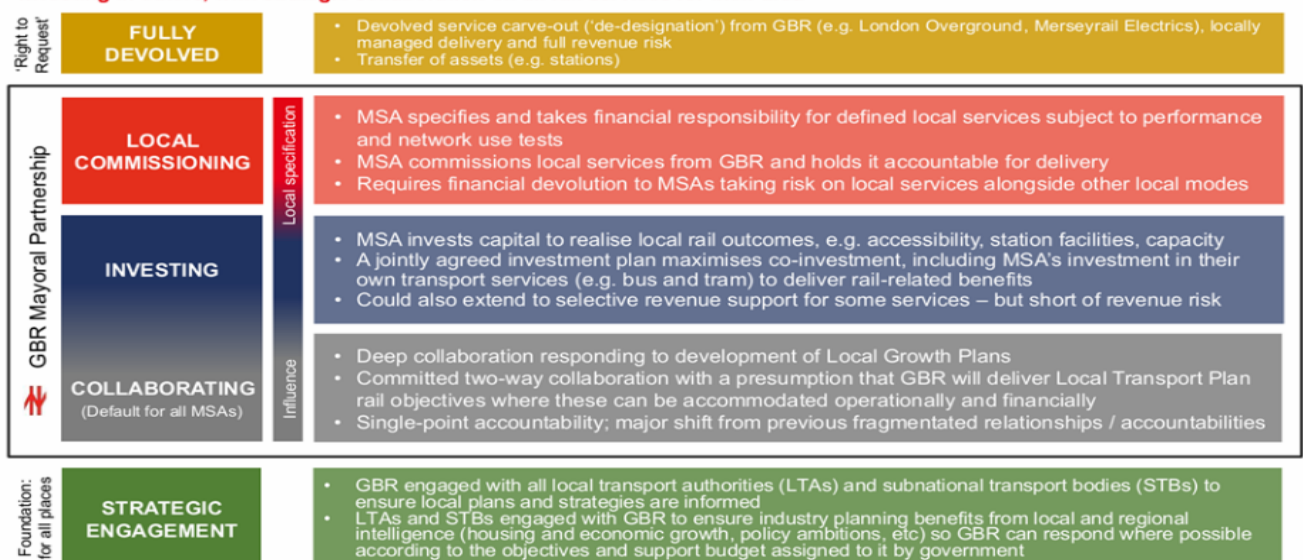 'Right to
Request'
FULLY
DEVOLVED
• Devolved service carve-out ('de-designation') from GBR (e.g. London Overground, Merseyrail Electrics), locally
managed delivery and full revenue risk
• Transfer of assets (e.g. stations)
GBR Mayoral Partnership
LOCAL
COMMISSIONING
Local specification
• MSA specifies and takes financial responsibility for defined local services subject to performance
and network use tests
• MSA commissions local services from GBR and holds it accountable for delivery
• Requires financial devolution to MSAs taking risk on local services alongside other local modes
INVESTING
• MSA invests capital to realise local rail outcomes, e.g. accessibility, station facilities, capacity
• A jointly agreed investment plan maximises co-investment, including MSA's investment in their
own transport services (e.g. bus and tram) to deliver rail-related benefits
• Could also extend to selective revenue support for some services – but short of revenue risk
COLLABORATING
(Default for all MSAs)
Influence
• Deep collaboration responding to development of Local Growth Plans
• Committed two-way collaboration with a presumption that GBR will deliver Local Transport Plan
rail objectives where these can be accommodated operationally and financially
• Single-point accountability; major shift from previous fragmentated relationships / accountabilities
Foundation:
for all places
STRATEGIC
ENGAGEMENT
• GBR engaged with all local transport authorities (LTAs) and subnational transport bodies (STBs) to
ensure local plans and strategies are informed
• LTAs and STBs engaged with GBR to ensure industry planning benefits from local and regional
intelligence (housing and economic growth, policy ambitions, etc) so GBR can respond where possible
according to the objectives and support budget assigned to it by government